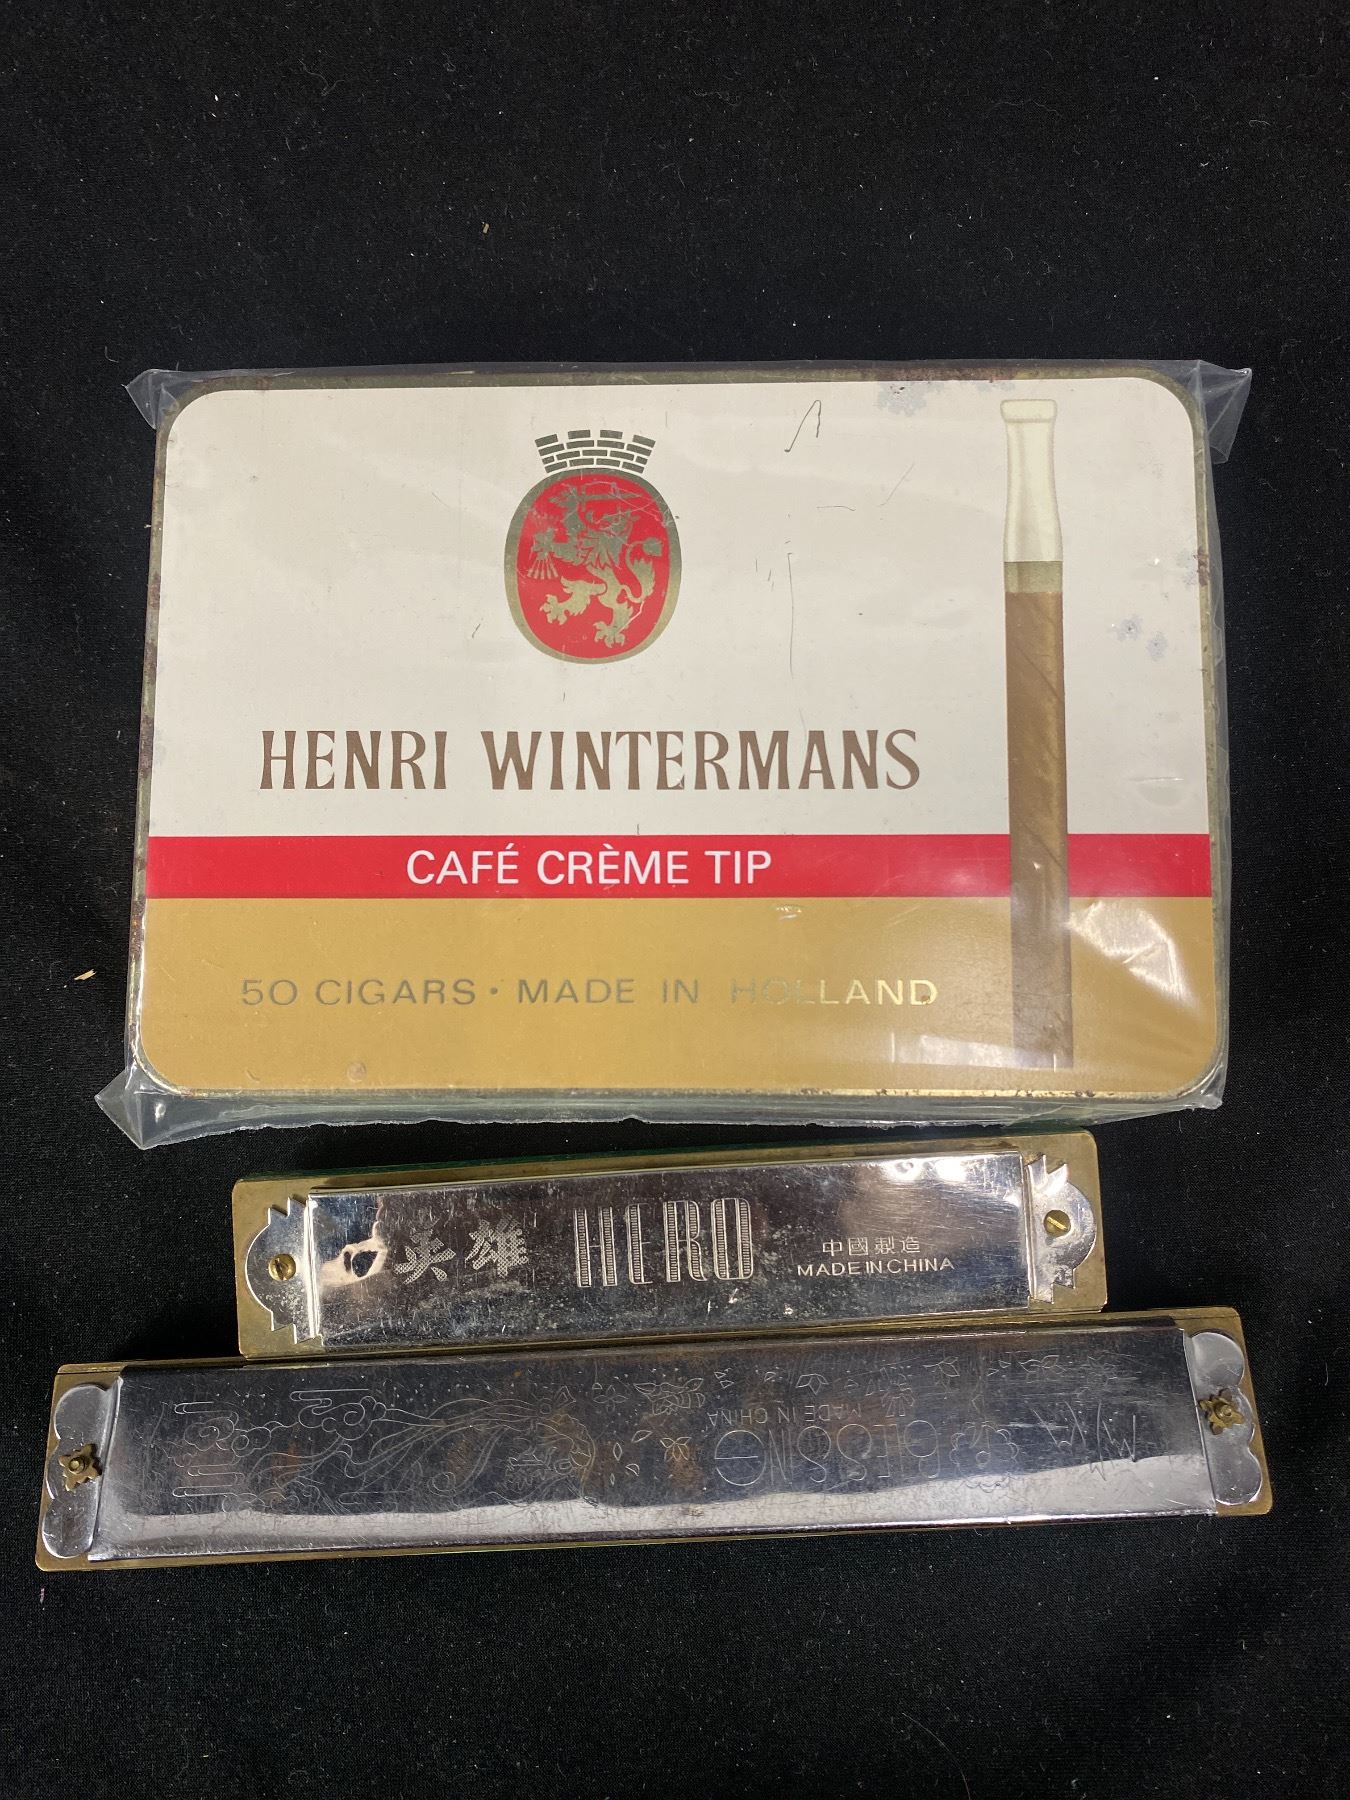 HENRI WINTERMANS
CAFÉ CRÈME TIP
50 CIGARS · MADE IN HOLLAND
英雄 HERO
中國製造
MADE IN CHINA
BLESSING
MADE IN CHINA